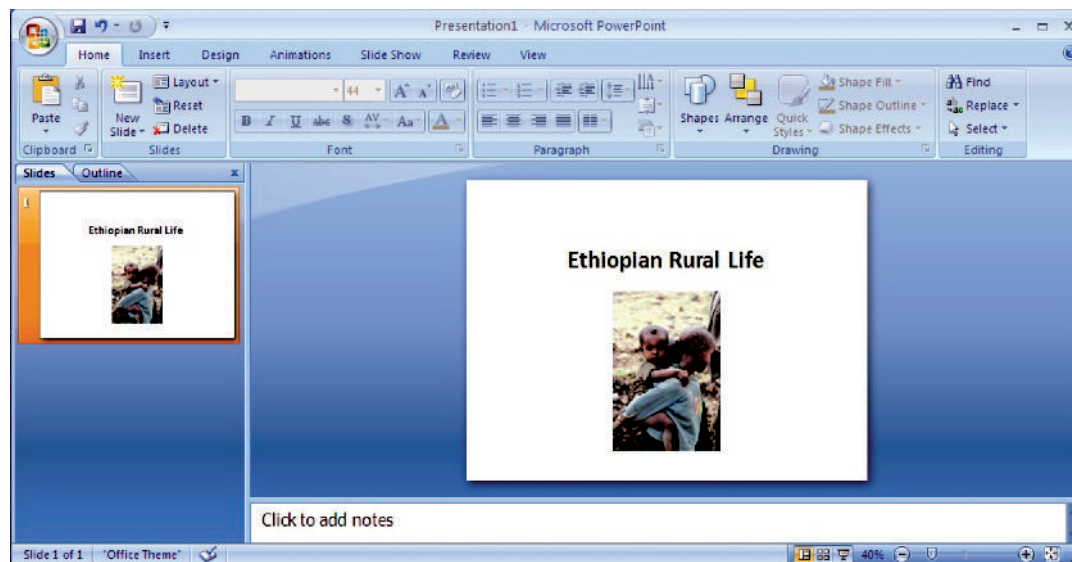 Presentation1 - Microsoft PowerPoint
Home Insert Design Animations Slide Show Review View
Paste
Clipboard
New Slide
Layout
Reset
Delete
Slides
44
B I U abc S AV Aa A
Font
Paragraph
Shapes Arrange Quick Styles
Shape Fill
Shape Outline
Shape Effects
Drawing
Find
Replace
Select
Editing
Slides Outline x
1
Ethiopian Rural Life
Ethiopian Rural Life
Click to add notes
Slide 1 of 1 "Office Theme" 40%